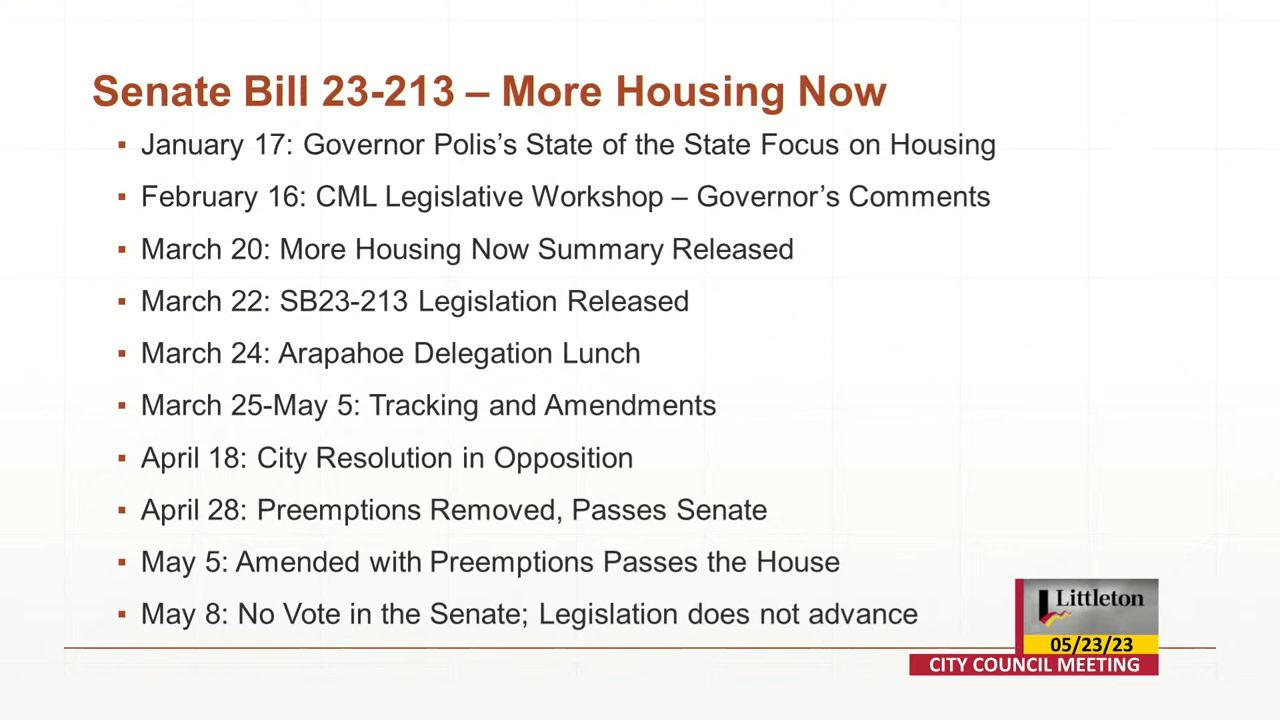 Senate Bill 23-213 – More Housing Now
▪ January 17: Governor Polis’s State of the State Focus on Housing
▪ February 16: CML Legislative Workshop – Governor’s Comments
▪ March 20: More Housing Now Summary Released
▪ March 22: SB23-213 Legislation Released
▪ March 24: Arapahoe Delegation Lunch
▪ March 25-May 5: Tracking and Amendments
▪ April 18: City Resolution in Opposition
▪ April 28: Preemptions Removed, Passes Senate
▪ May 5: Amended with Preemptions Passes the House
▪ May 8: No Vote in the Senate; Legislation does not advance
Littleton
05/23/23
CITY COUNCIL MEETING